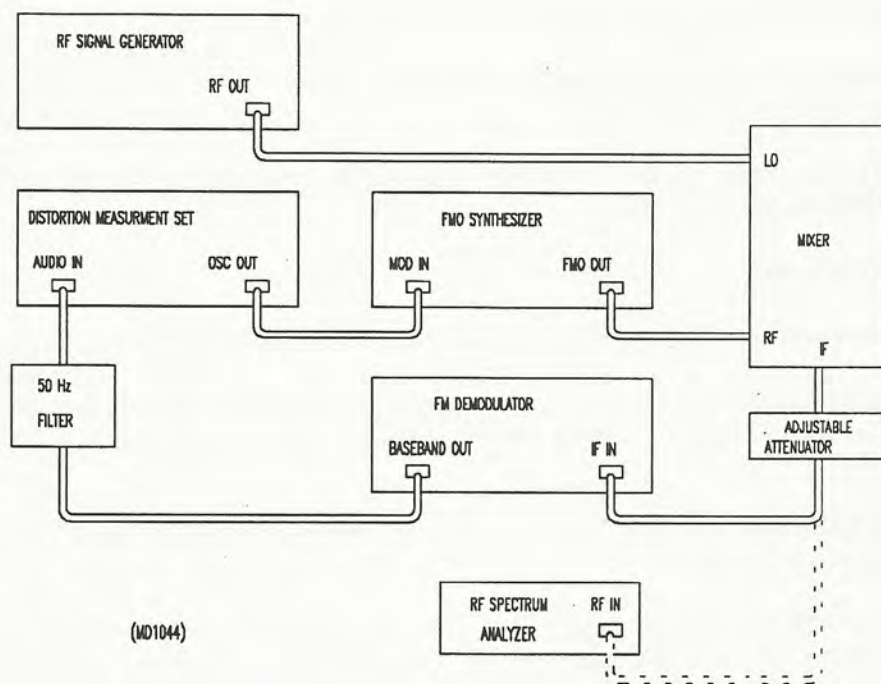 RF SIGNAL GENERATOR
RF OUT
LO
MIXER
RF
IF
DISTORTION MEASURMENT SET
AUDIO IN
OSC OUT
FMO SYNTHESIZER
MOD IN
FMO OUT
50 Hz
FILTER
FM DEMODULATOR
BASEBAND OUT
IF IN
ADJUSTABLE
ATTENUATOR
RF SPECTRUM
ANALYZER
RF IN
(MD1044)